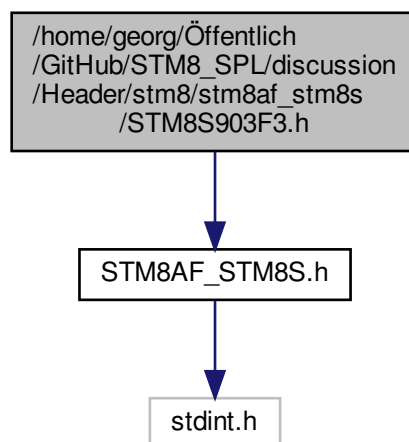 /home/georg/Öffentlich
/GitHub/STM8_SPL/discussion
/Header/stm8/stm8af_stm8s
/STM8S903F3.h
STM8AF_STM8S.h
stdint.h